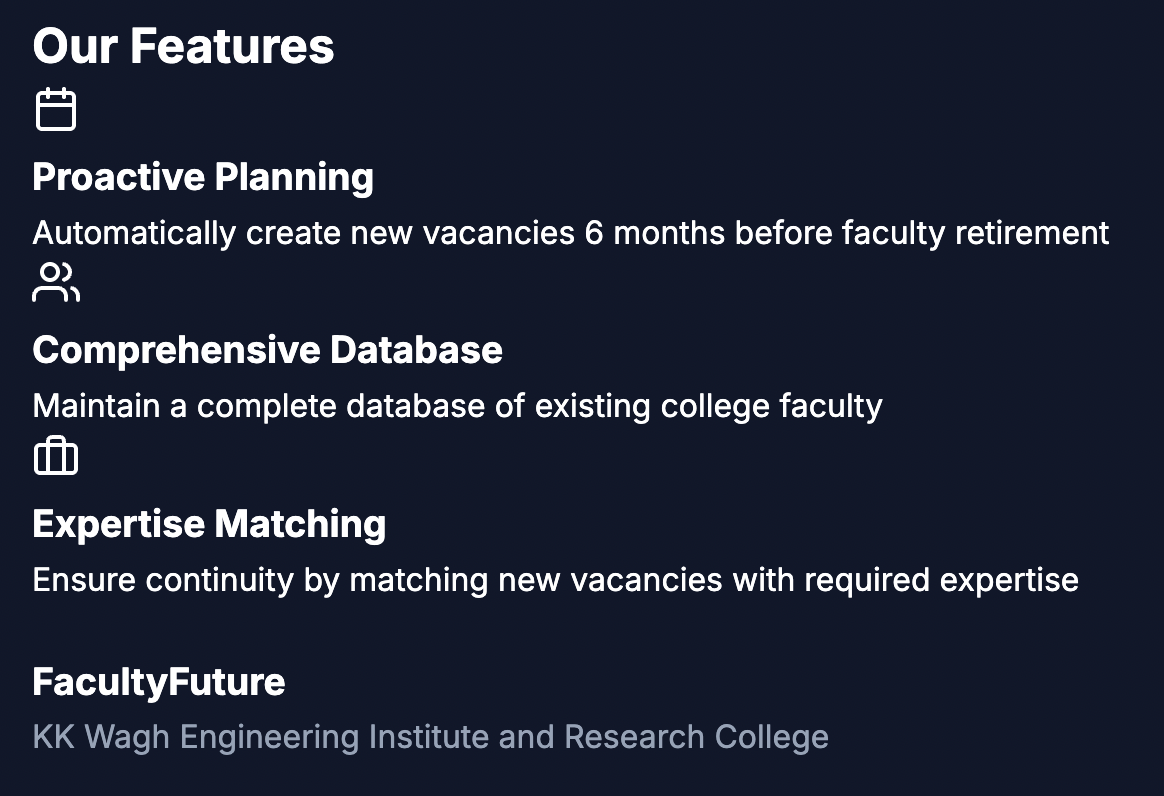 Our Features
Proactive Planning
Automatically create new vacancies 6 months before faculty retirement
Comprehensive Database
Maintain a complete database of existing college faculty
Expertise Matching
Ensure continuity by matching new vacancies with required expertise
FacultyFuture
KK Wagh Engineering Institute and Research College